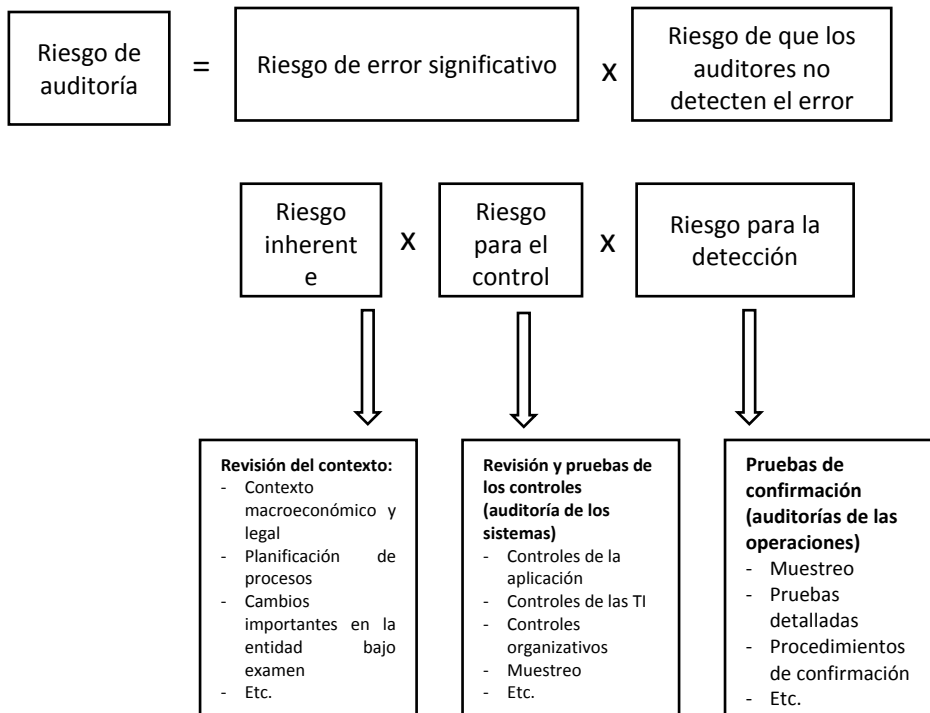 Riesgo de
auditoría
=
Riesgo de error significativo
x
Riesgo de que los
auditores no
detecten el error
Riesgo
inherent
e
x
Riesgo
para el
control
x
Riesgo para la
detección
Revisión del contexto:
- Contexto
macroeconómico y
legal
- Planificación de
procesos
- Cambios
importantes en la
entidad bajo
examen
- Etc.
Revisión y pruebas de
los controles
(auditoría de los
sistemas)
- Controles de la
aplicación
- Controles de las TI
- Controles
organizativos
- Muestreo
- Etc.
Pruebas de
confirmación
(auditorías de las
operaciones)
- Muestreo
- Pruebas
detalladas
- Procedimientos
de confirmación
- Etc.